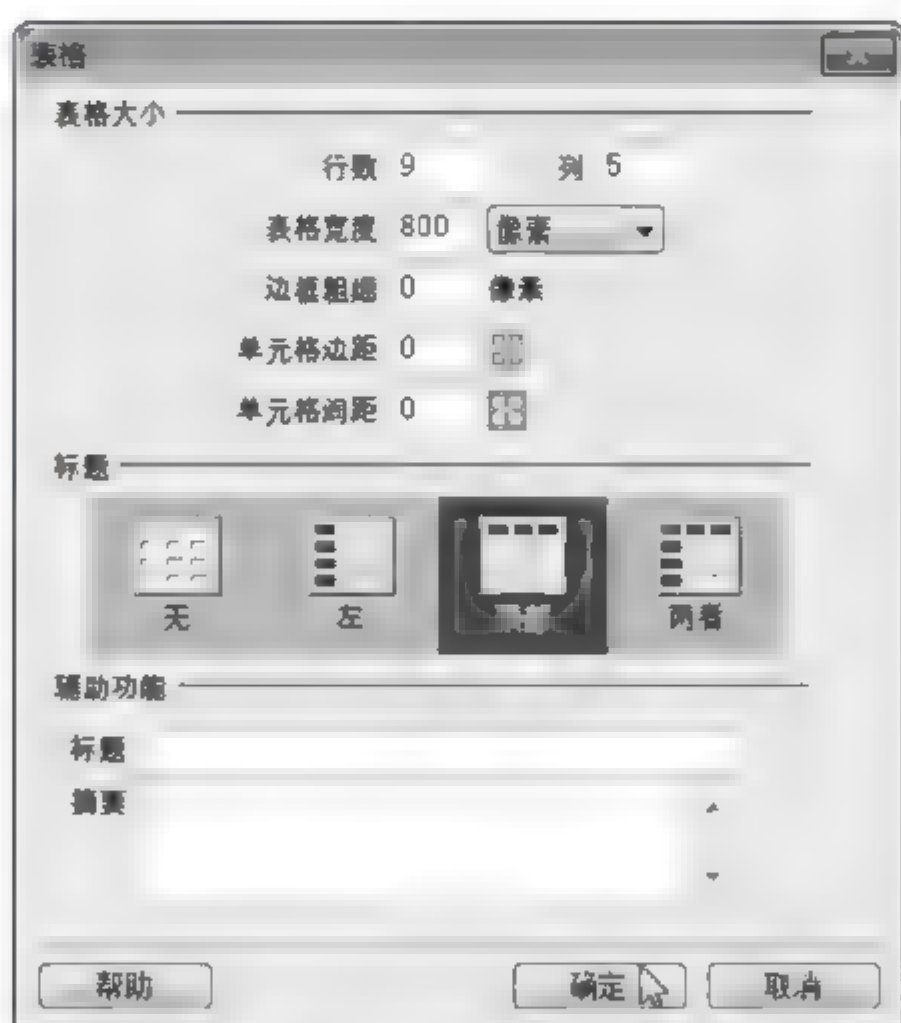 表格
表格大小
行数 9 列 5
表格宽度 800 像素
边框粗细 0 像素
单元格边距 0
单元格间距 0
标题
无 左 两者
辅助功能
标题
摘要
帮助 确定 取消